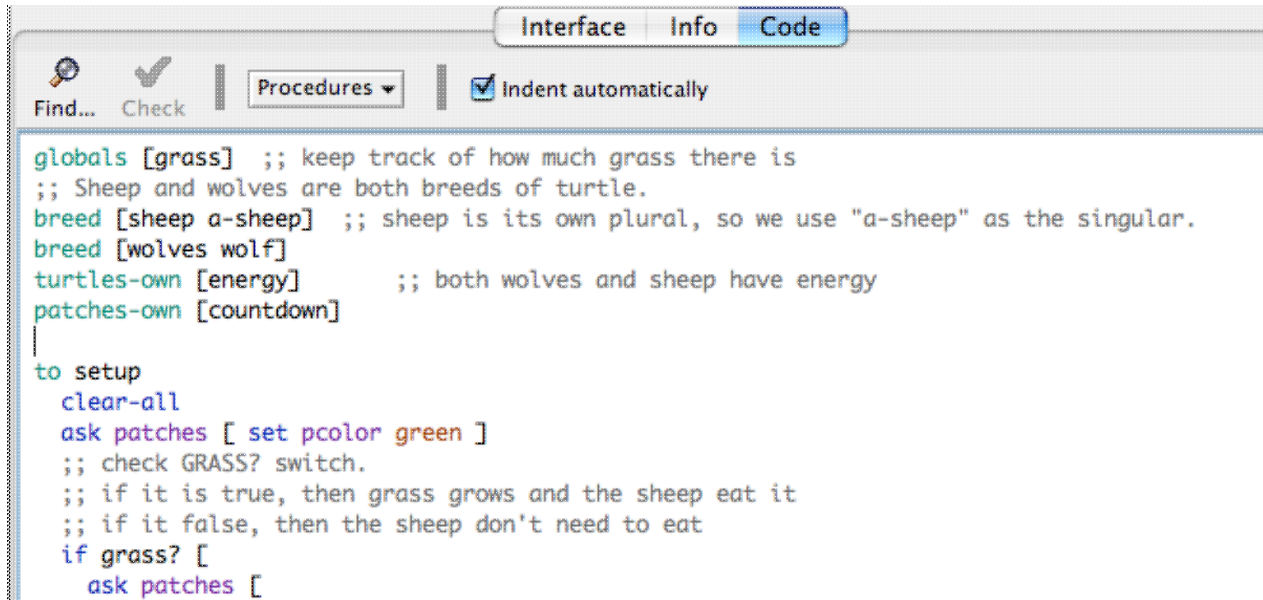 Interface Info Code
Find... Check Procedures Indent automatically
globals [grass]  ;; keep track of how much grass there is
;; Sheep and wolves are both breeds of turtle.
breed [sheep a-sheep]  ;; sheep is its own plural, so we use "a-sheep" as the singular.
breed [wolves wolf]
turtles-own [energy]       ;; both wolves and sheep have energy
patches-own [countdown]
to setup
  clear-all
  ask patches [ set pcolor green ]
  ;; check GRASS? switch.
  ;; if it is true, then grass grows and the sheep eat it
  ;; if it false, then the sheep don't need to eat
  if grass? [
    ask patches [